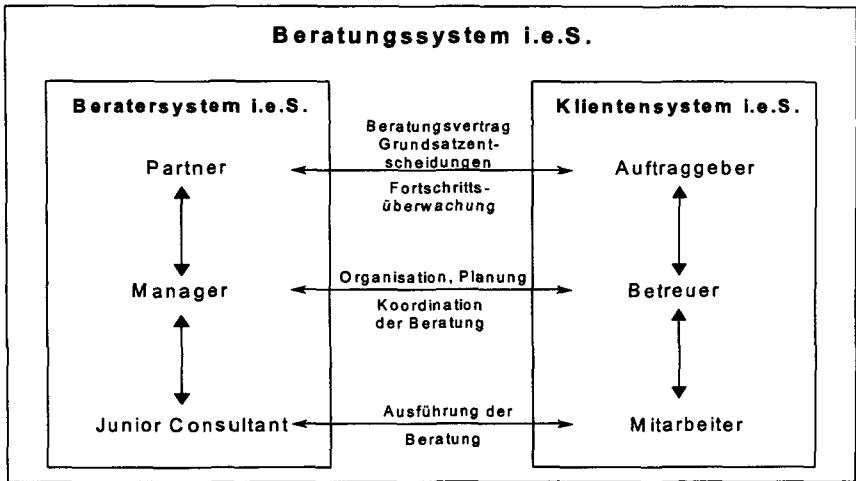 Beratungssystem i.e.S.
Beratersystem i.e.S.
Klientensystem i.e.S.
Beratungsvertrag
Grundsatzent-
scheidungen
Partner
Auftraggeber
Fortschritts-
überwachung
Organisation, Planung
Manager
Betreuer
Koordination
der Beratung
Ausführung der
Junior Consultant
Mitarbeiter
Beratung